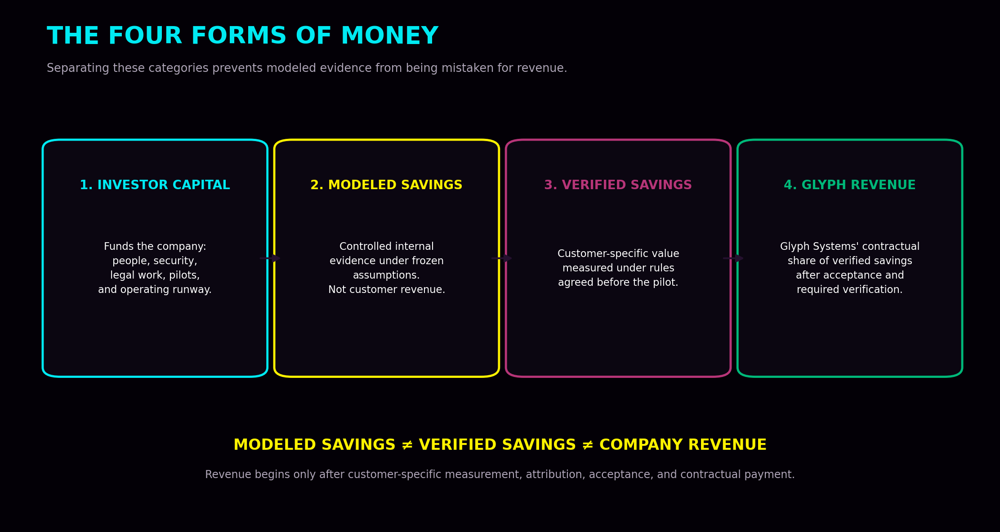 THE FOUR FORMS OF MONEY
Separating these categories prevents modeled evidence from being mistaken for revenue.
1. INVESTOR CAPITAL
Funds the company:
people, security,
legal work, pilots,
and operating runway.
2. MODELED SAVINGS
Controlled internal
evidence under frozen
assumptions.
Not customer revenue.
3. VERIFIED SAVINGS
Customer-specific value
measured under rules
agreed before the pilot.
4. GLYPH REVENUE
Glyph Systems' contractual
share of verified savings
after acceptance and
required verification.
MODELED SAVINGS ≠ VERIFIED SAVINGS ≠ COMPANY REVENUE
Revenue begins only after customer-specific measurement, attribution, acceptance, and contractual payment.